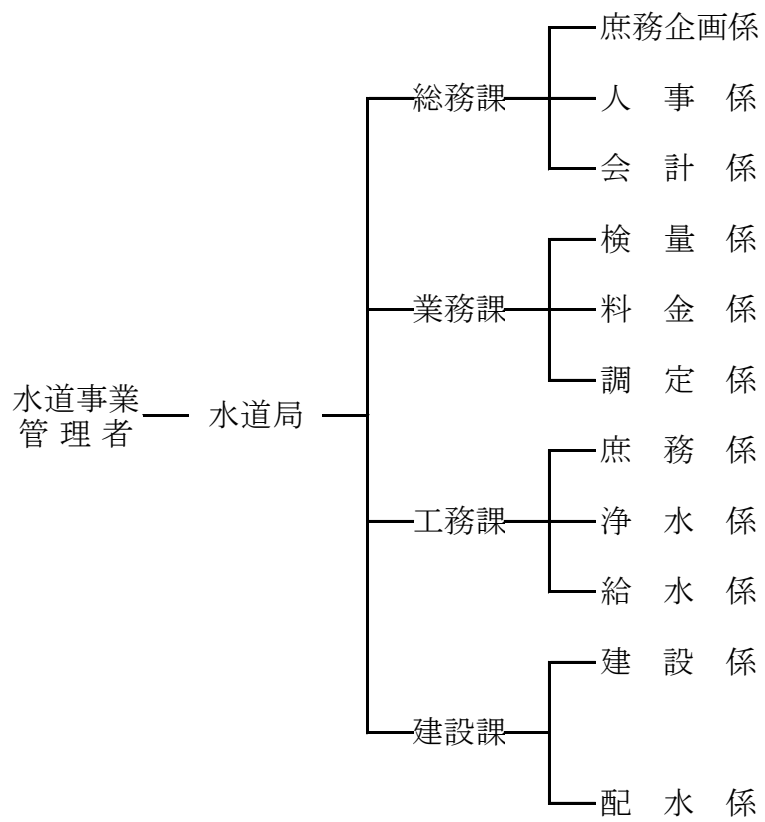 水道事業
管理者
水道局
総務課
庶務企画係
人事係
会計係
業務課
検量係
料金係
調定係
工務課
庶務係
浄水係
給水係
建設課
建設係
配水係